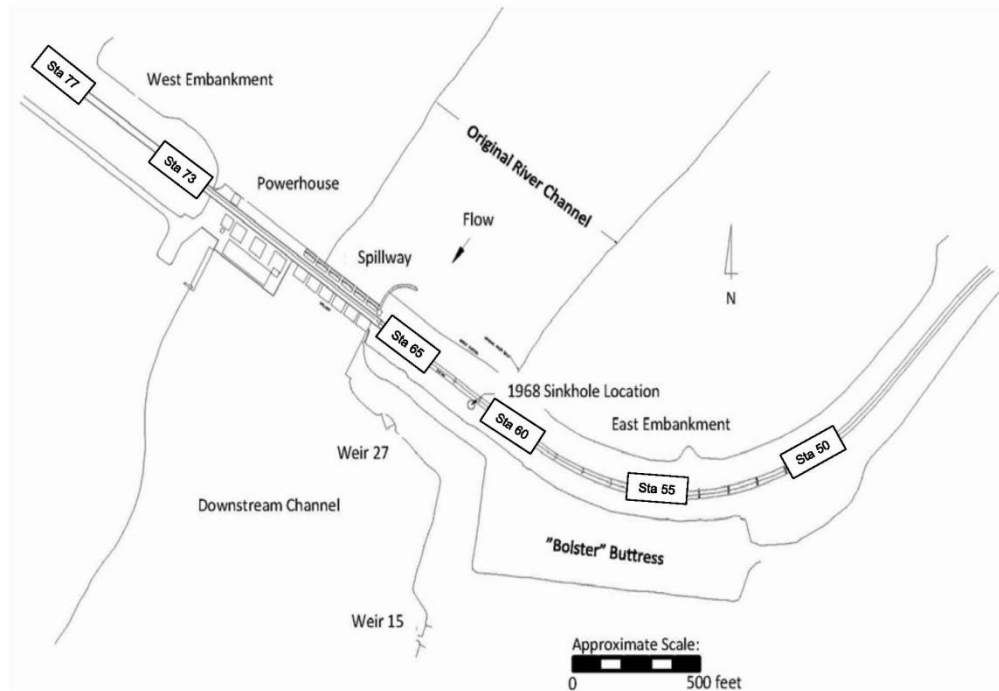 Sta 77
West Embankment
Sta 73
Powerhouse
Original River Channel
Flow
Spillway
N
Sta 65
1968 Sinkhole Location
Sta 60
East Embankment
Sta 50
Sta 55
Weir 27
Downstream Channel
"Bolster" Buttress
Weir 15
Approximate Scale:
0 500 feet